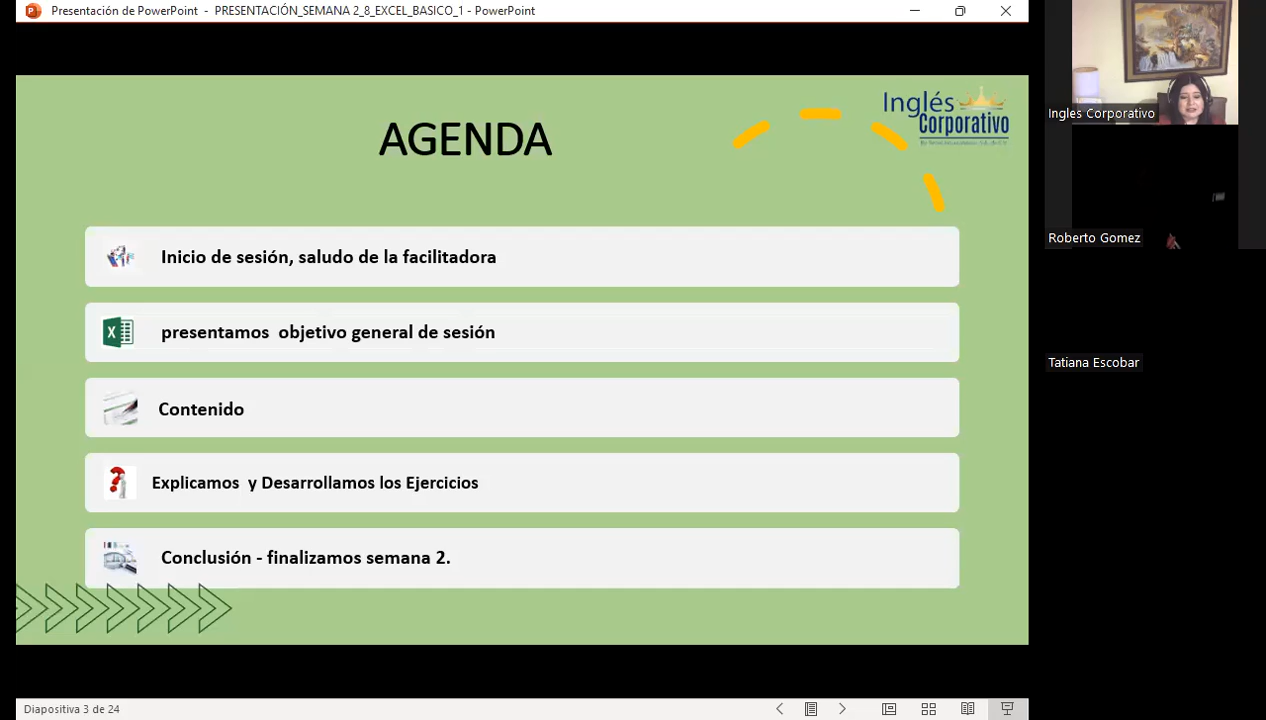 Presentación de PowerPoint - PRESENTACIÓN_SEMANA 2_8_EXCEL_BASICO_1 - PowerPoint
Inglés
Corporativo
AGENDA
Inicio de sesión, saludo de la facilitadora
presentamos objetivo general de sesión
Contenido
Explicamos y Desarrollamos los Ejercicios
Conclusión - finalizamos semana 2.
Diapositiva 3 de 24
Ingles Corporativo
Roberto Gomez
Tatiana Escobar